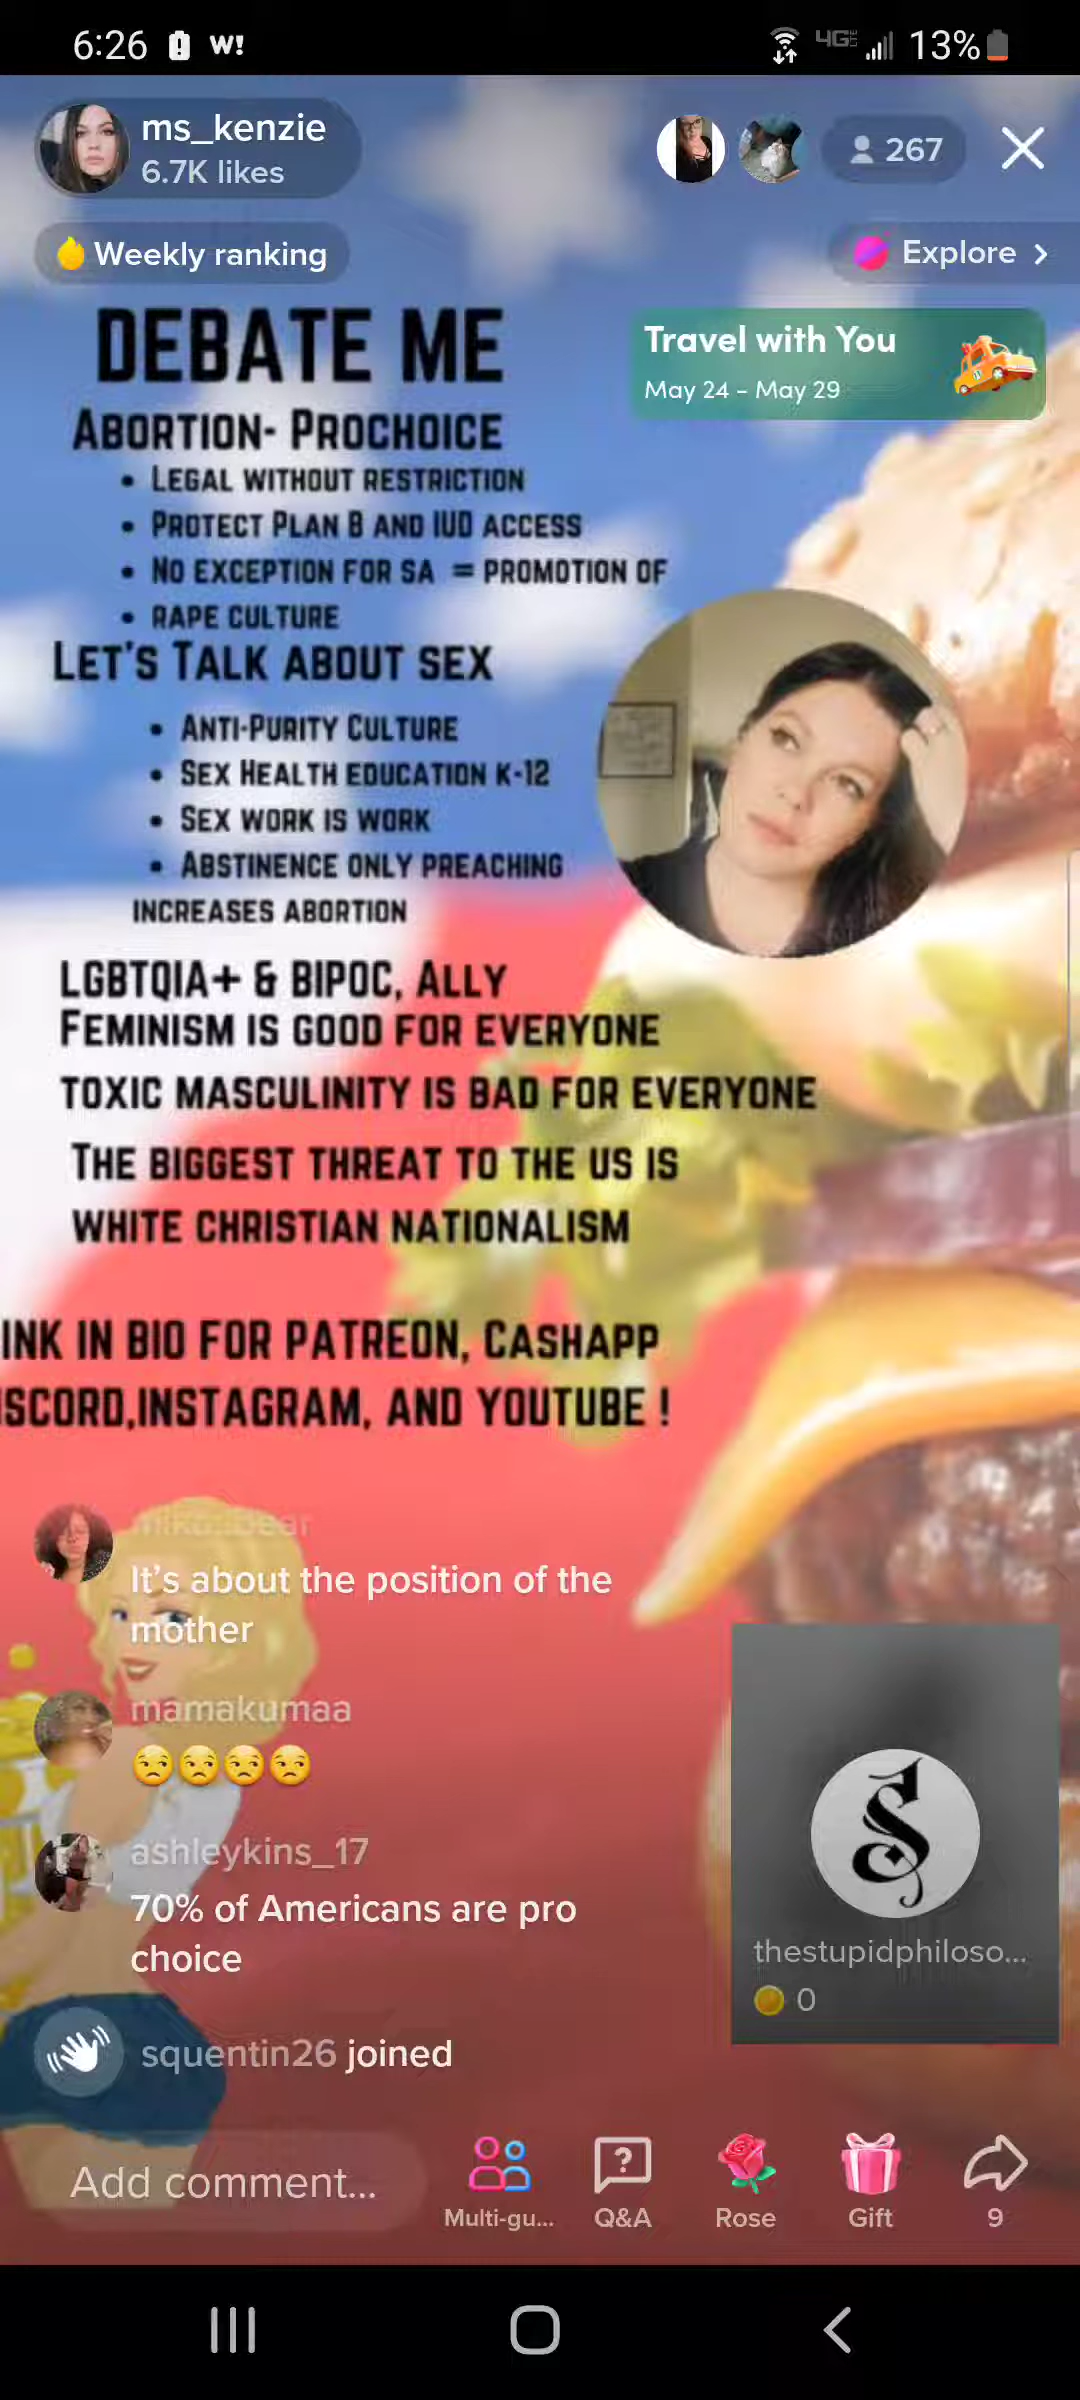 6:26 W! 4G LTE 13%
ms_kenzie
6.7K likes
267
Weekly ranking
Explore
DEBATE ME
Travel with You
May 24 - May 29
ABORTION- PROCHOICE
• LEGAL WITHOUT RESTRICTION
• PROTECT PLAN B AND IUD ACCESS
• NO EXCEPTION FOR SA = PROMOTION OF
• RAPE CULTURE
LET'S TALK ABOUT SEX
• ANTI-PURITY CULTURE
• SEX HEALTH EDUCATION K-12
• SEX WORK IS WORK
• ABSTINENCE ONLY PREACHING
INCREASES ABORTION
LGBTQIA+ & BIPOC, ALLY
FEMINISM IS GOOD FOR EVERYONE
TOXIC MASCULINITY IS BAD FOR EVERYONE
THE BIGGEST THREAT TO THE US IS
WHITE CHRISTIAN NATIONALISM
INK IN BIO FOR PATREON, CASHAPP
ISCORD,INSTAGRAM, AND YOUTUBE !
It's about the position of the
mother
mamakumaa
😒😒😒😒
ashleykins_17
70% of Americans are pro
choice
thestupidphiloso...
0
squentin26 joined
Add comment...
Multi-gu...
Q&A
Rose
Gift
9